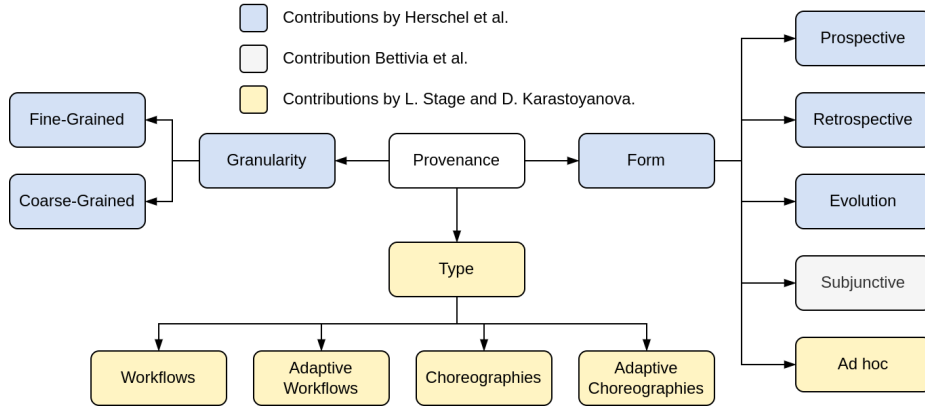 Contributions by Herschel et al.
Contribution Bettivia et al.
Contributions by L. Stage and D. Karastoyanova.
Fine-Grained
Coarse-Grained
Granularity
Provenance
Form
Prospective
Retrospective
Evolution
Subjunctive
Ad hoc
Type
Workflows
Adaptive
Workflows
Choreographies
Adaptive
Choreographies